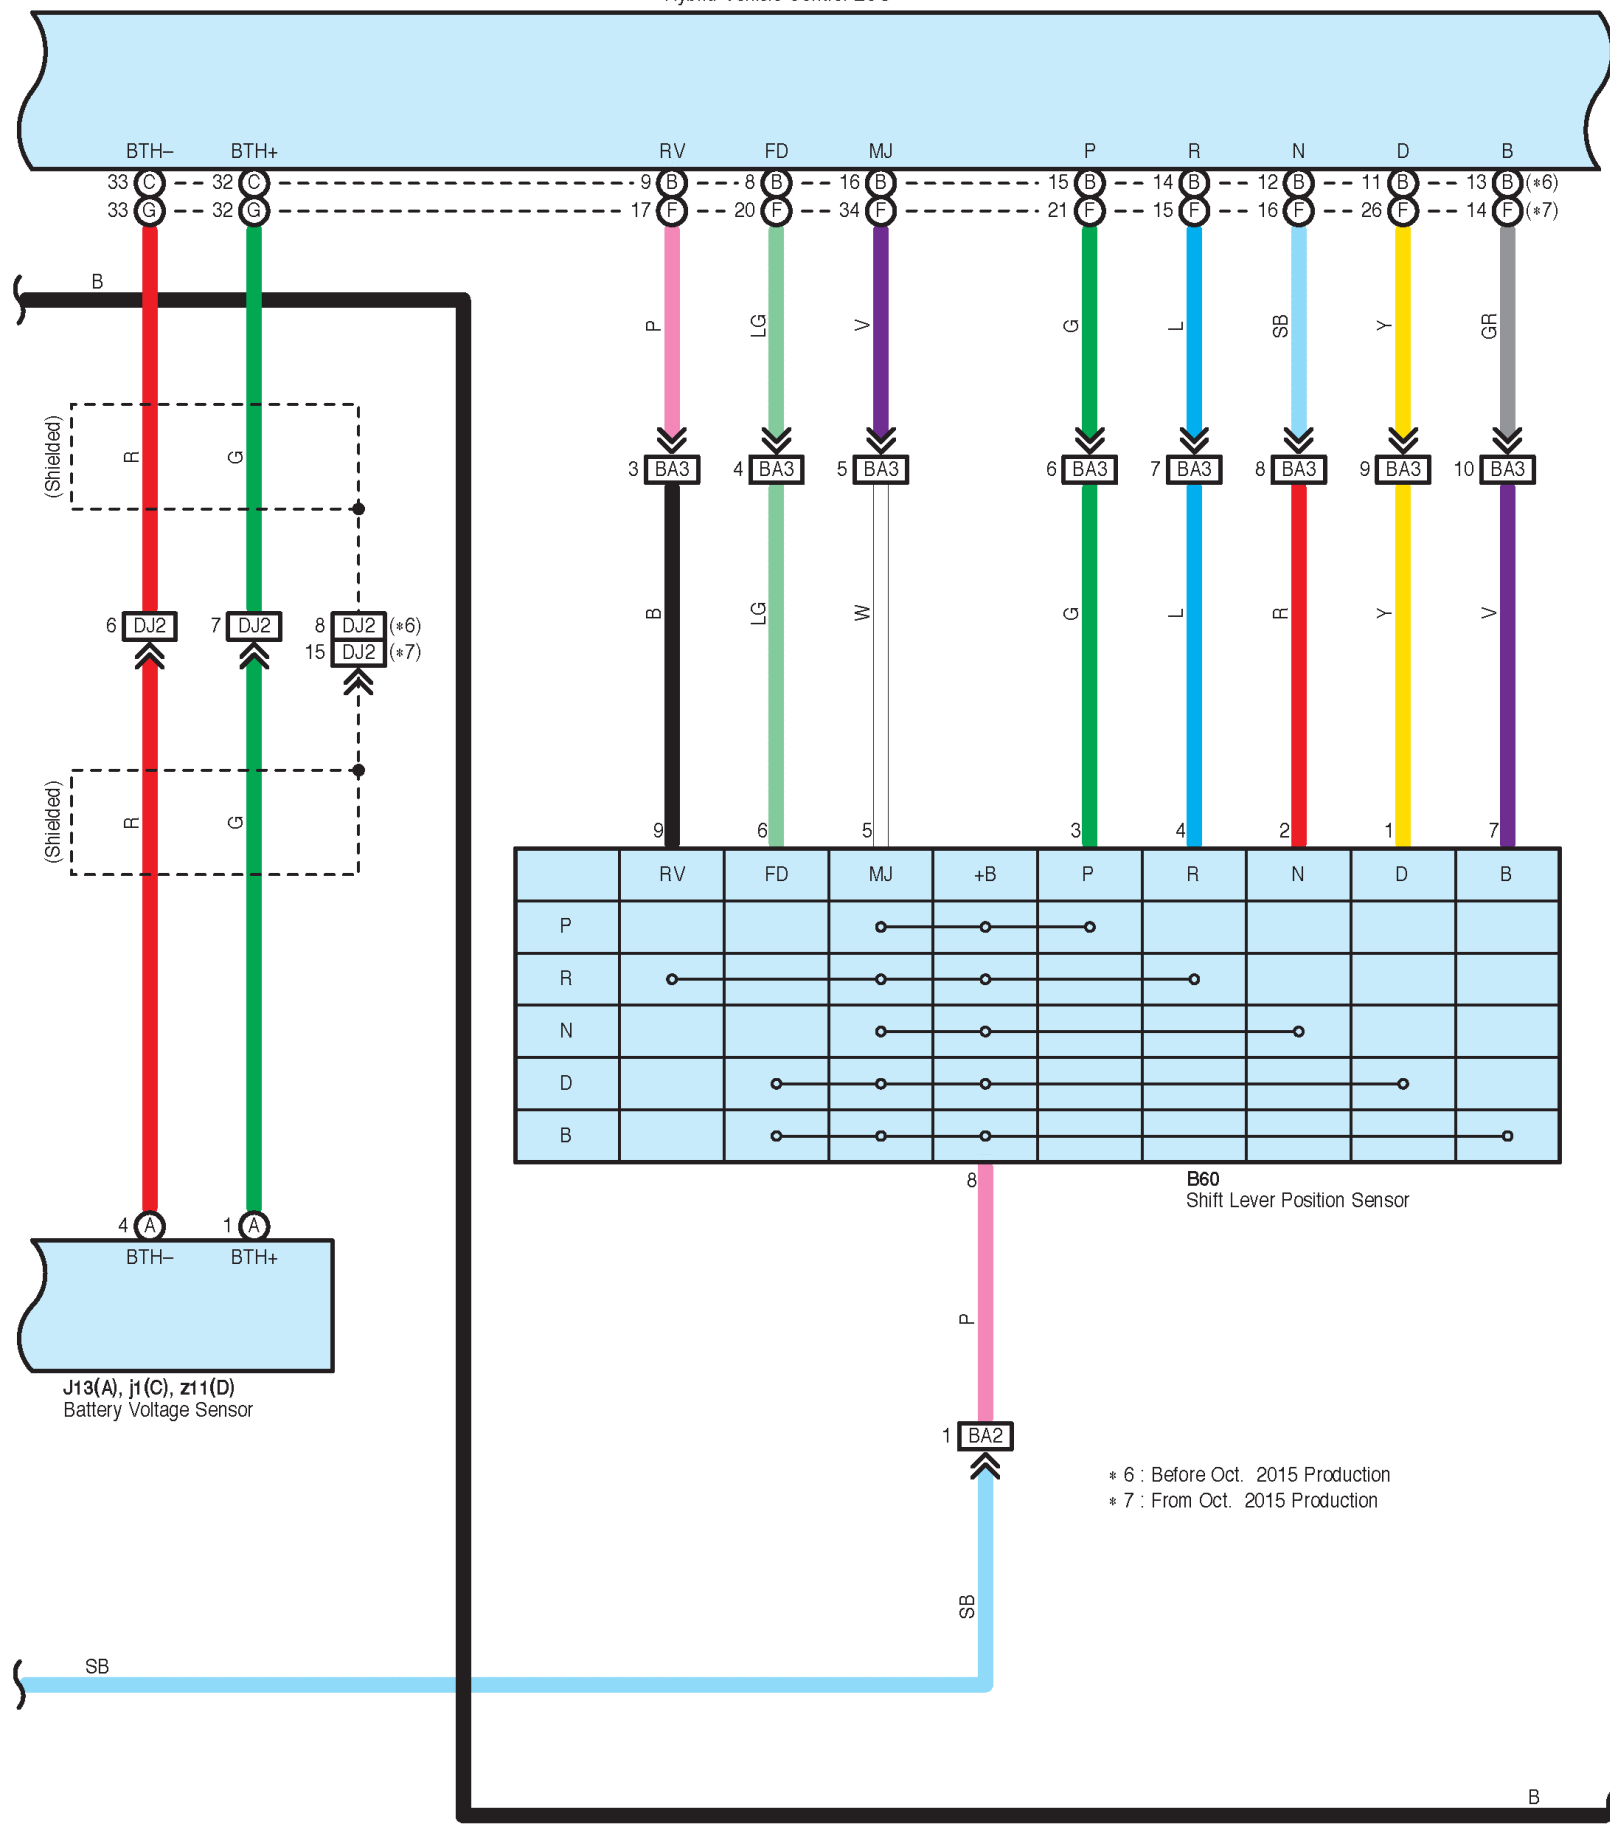 BTH– BTH+ RV FD MJ P R N D B
33 C 32 C 9 B 8 B 16 B 15 B 14 B 12 B 11 B 13 B (*6)
33 G 32 G 17 F 20 F 34 F 21 F 15 F 16 F 26 F 14 F (*7)
B
P LG V G L SB Y GR
(Shielded) R G
3 BA3 4 BA3 5 BA3 6 BA3 7 BA3 8 BA3 9 BA3 10 BA3
B LG W G L R Y V
6 DJ2 7 DJ2 8 DJ2 (*6)
15 DJ2 (*7)
(Shielded) R G
9 6 5 3 4 2 1 7
RV FD MJ +B P R N D B
P
R
N
D
B
8
B60
Shift Lever Position Sensor
4 A 1 A
BTH– BTH+
J13(A), j1(C), z11(D)
Battery Voltage Sensor
P
1 BA2
* 6 : Before Oct. 2015 Production
* 7 : From Oct. 2015 Production
SB
SB
B